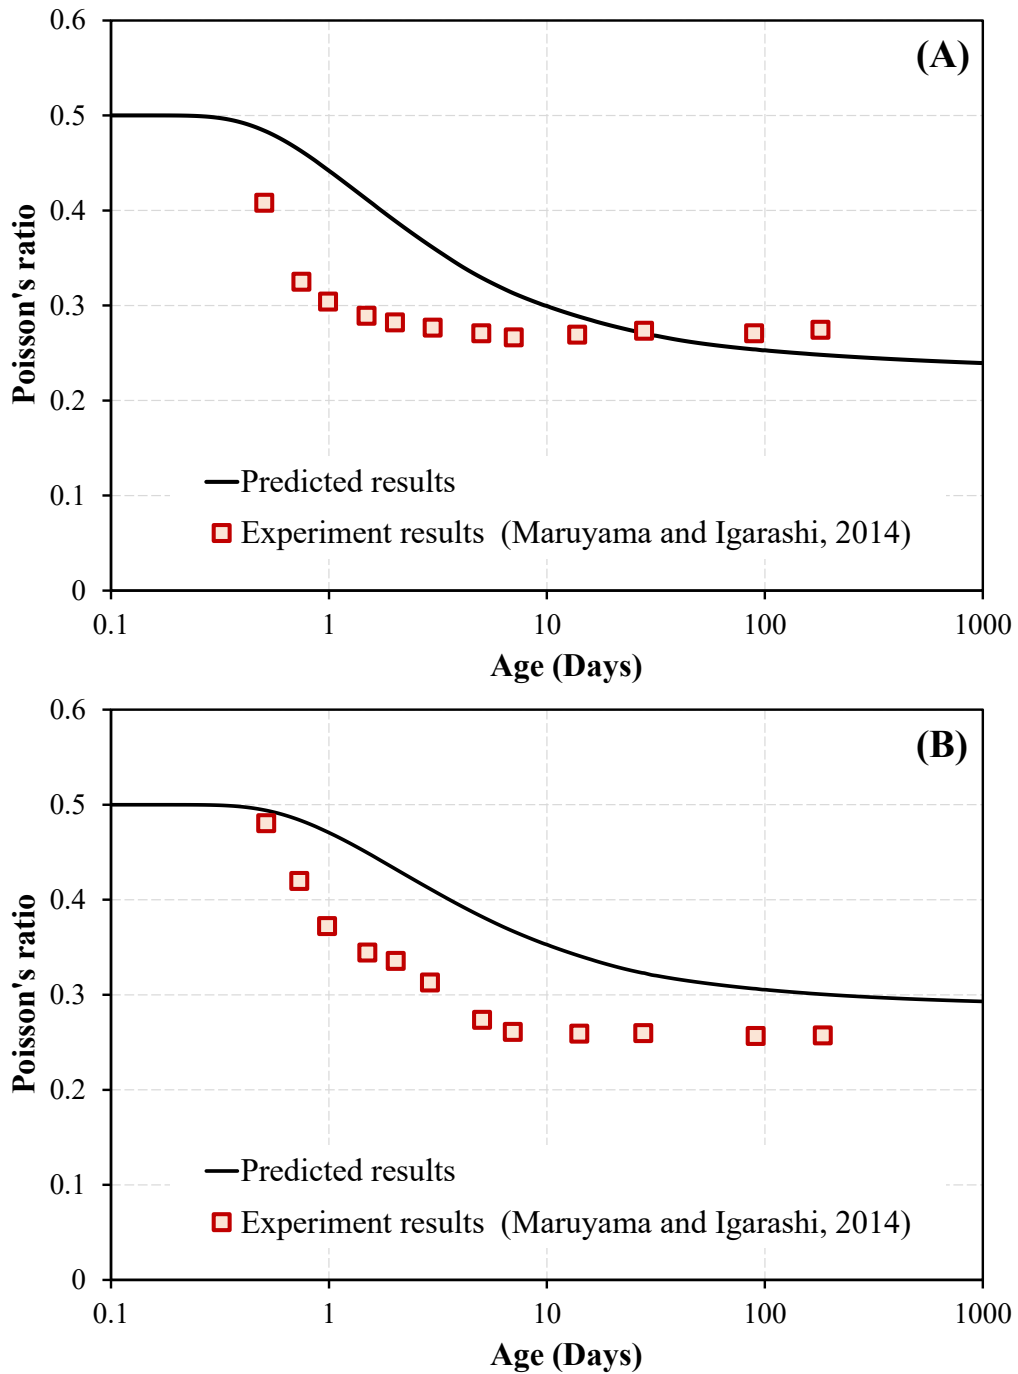 0.6
(A)
0.5
0.4
0.3
0.2
0.1
0
Poisson's ratio
Predicted results
Experiment results (Maruyama and Igarashi, 2014)
0.1 1 10 100 1000
Age (Days)
0.6
(B)
0.5
0.4
0.3
0.2
0.1
0
Poisson's ratio
Predicted results
Experiment results (Maruyama and Igarashi, 2014)
0.1 1 10 100 1000
Age (Days)